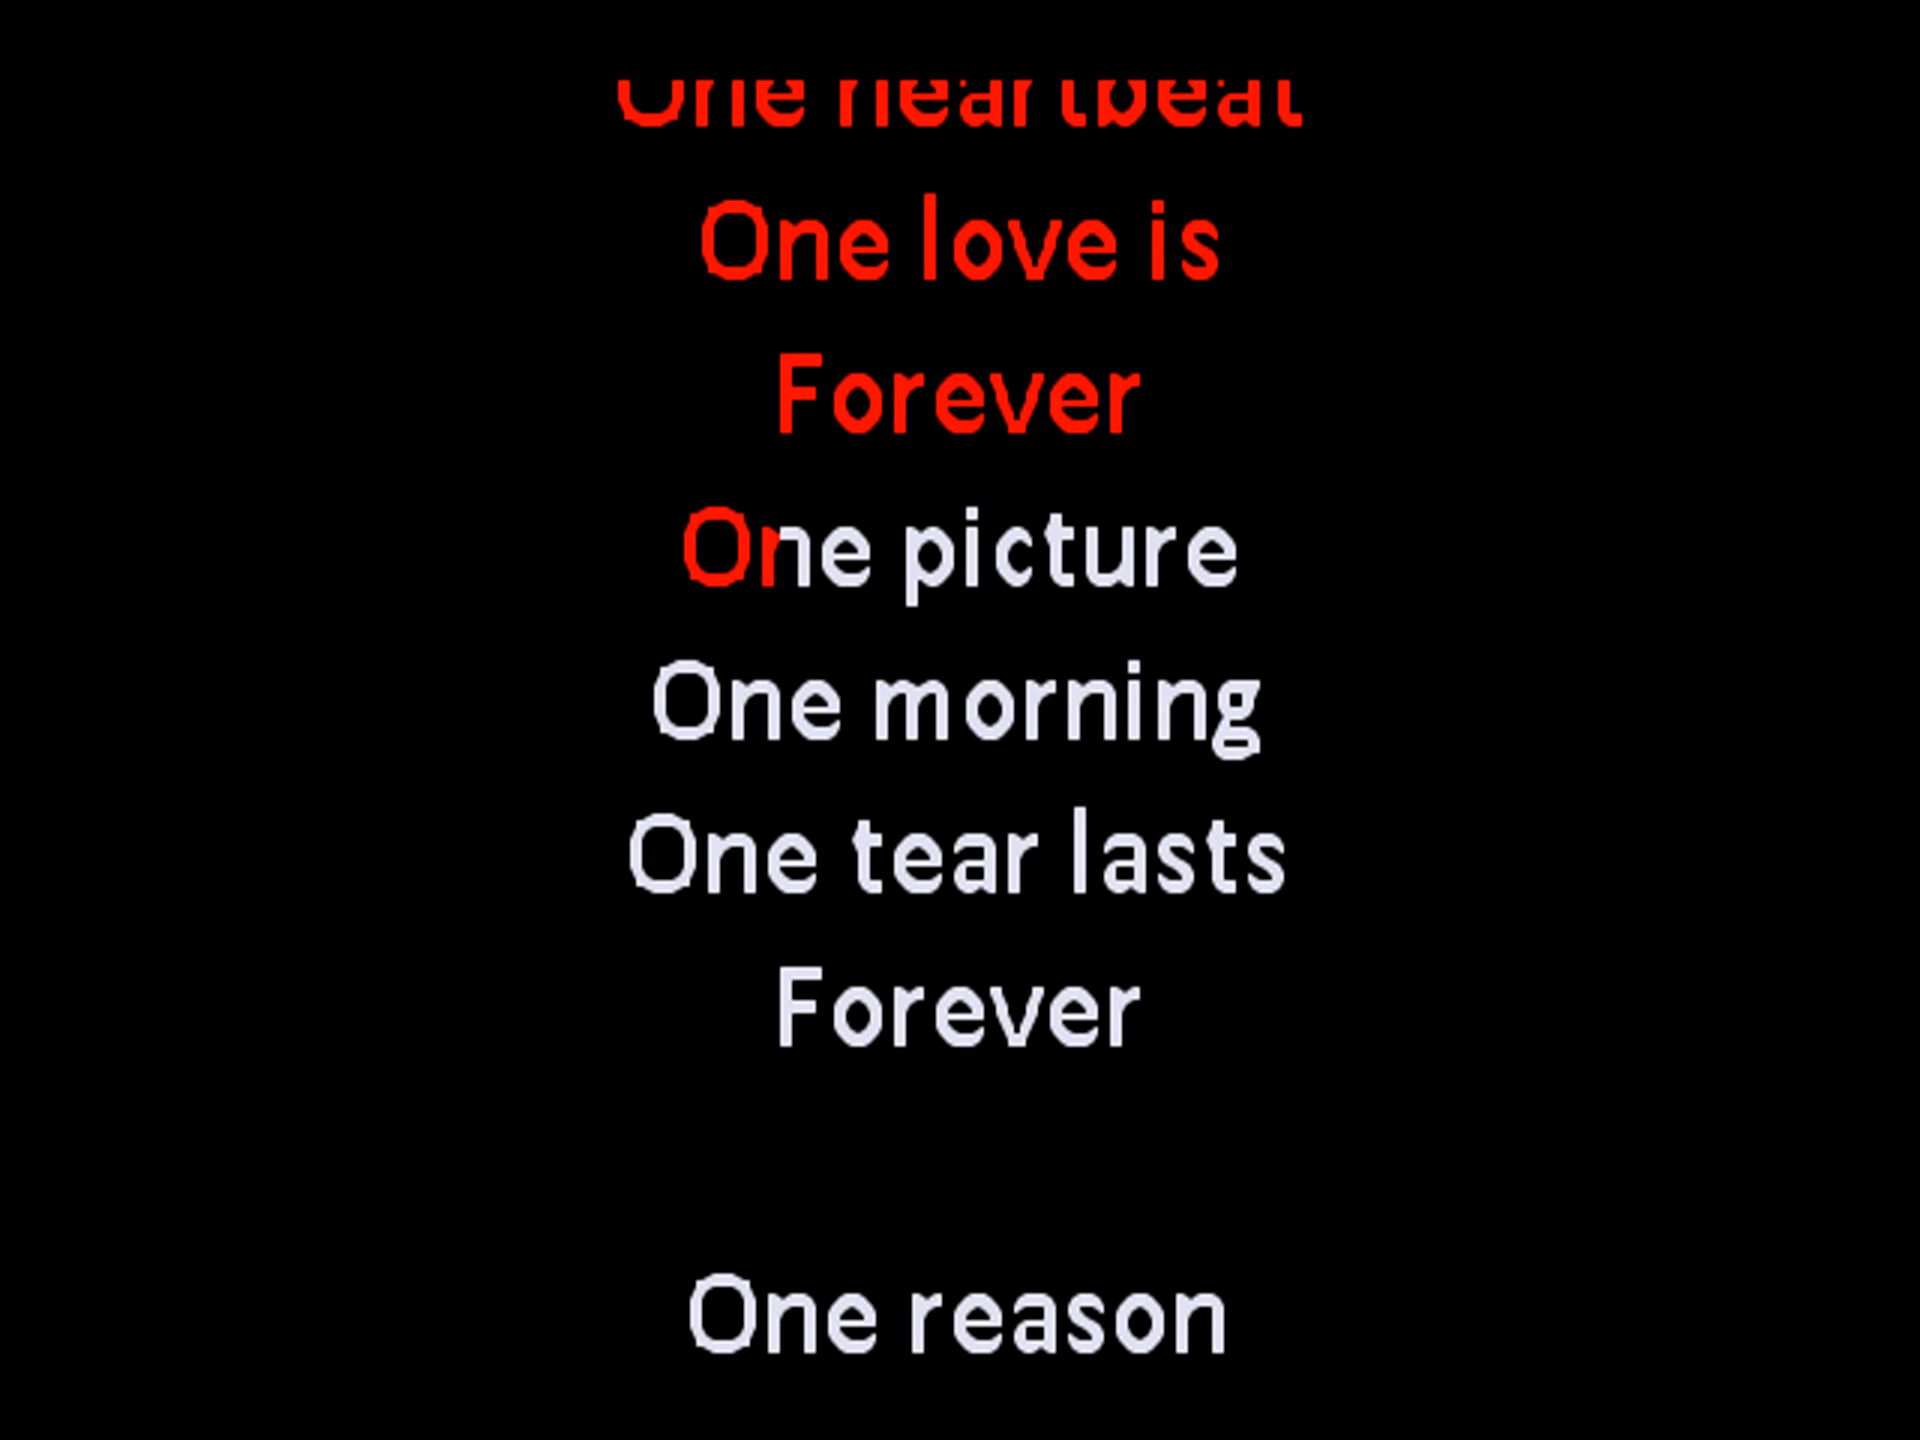 One heartbeat
One love is
Forever
One picture
One morning
One tear lasts
Forever
One reason